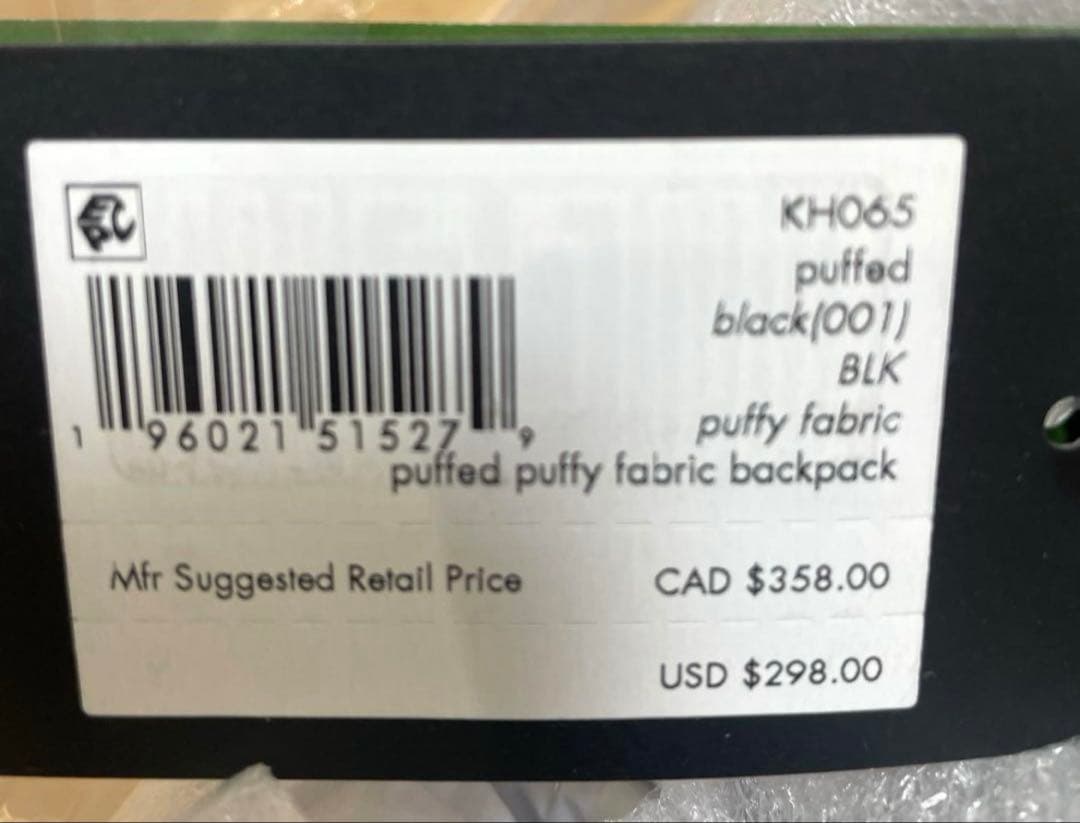 EPC
KH065
puffed
black(001)
BLK
puffy fabric
1 96021 51527 9
puffed puffy fabric backpack
Mfr Suggested Retail Price CAD $358.00
USD $298.00